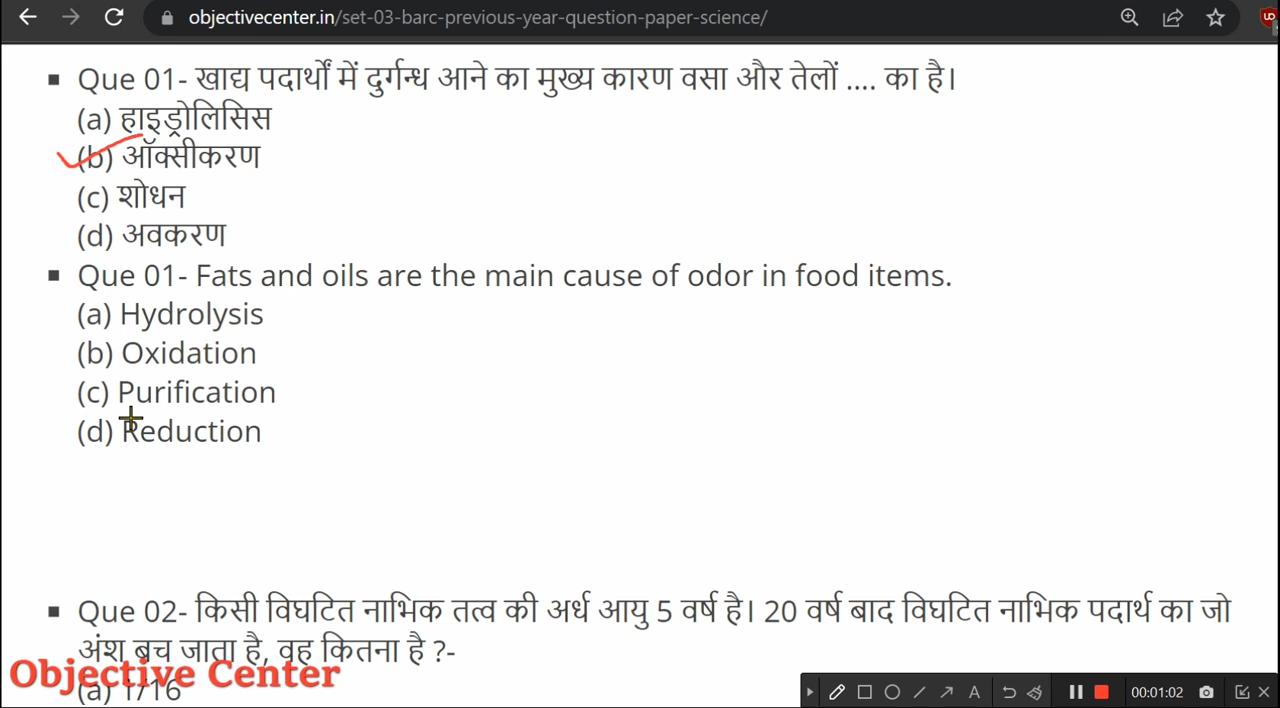 objectivecenter.in/set-03-barc-previous-year-question-paper-science/
Que 01- खाद्य पदार्थों में दुर्गन्ध आने का मुख्य कारण वसा और तेलों .... का है।
(a) हाइड्रोलिसिस
(b) ऑक्सीकरण
(c) शोधन
(d) अवकरण
Que 01- Fats and oils are the main cause of odor in food items.
(a) Hydrolysis
(b) Oxidation
(c) Purification
(d) Reduction
Que 02- किसी विघटित नाभिक तत्व की अर्ध आयु 5 वर्ष है। 20 वर्ष बाद विघटित नाभिक पदार्थ का जो
अंश बच जाता है, वह कितना है ?-
Objective Center
(a) 1/16
A
00:01:02